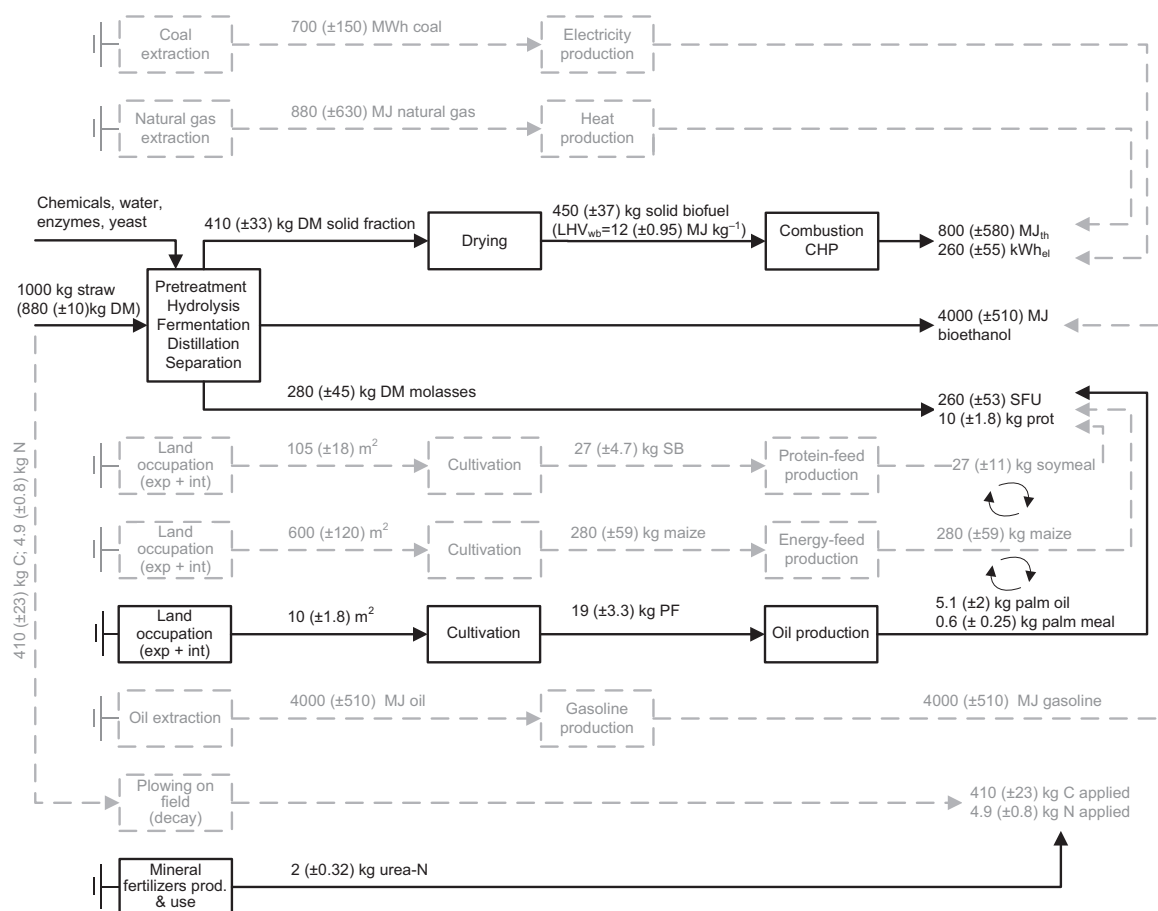 Coal
extraction
700 (±150) MWh coal
Electricity
production
Natural gas
extraction
880 (±630) MJ natural gas
Heat
production
Chemicals, water,
enzymes, yeast
410 (±33) kg DM solid fraction
Drying
450 (±37) kg solid biofuel
(LHVwb=12 (±0.95) MJ kg⁻¹)
Combustion
CHP
800 (±580) MJth
260 (±55) kWhel
1000 kg straw
(880 (±10)kg DM)
Pretreatment
Hydrolysis
Fermentation
Distillation
Separation
4000 (±510) MJ
bioethanol
280 (±45) kg DM molasses
260 (±53) SFU
10 (±1.8) kg prot
410 (±23) kg C; 4.9 (±0.8) kg N
Land
occupation
(exp + int)
105 (±18) m²
Cultivation
27 (±4.7) kg SB
Protein-feed
production
27 (±11) kg soymeal
Land
occupation
(exp + int)
600 (±120) m²
Cultivation
280 (±59) kg maize
Energy-feed
production
280 (±59) kg maize
Land
occupation
(exp + int)
10 (±1.8) m²
Cultivation
19 (±3.3) kg PF
Oil production
5.1 (±2) kg palm oil
0.6 (± 0.25) kg palm meal
Oil extraction
4000 (±510) MJ oil
Gasoline
production
4000 (±510) MJ gasoline
Plowing on
field
(decay)
410 (±23) kg C applied
4.9 (±0.8) kg N applied
Mineral
fertilizers prod.
& use
2 (±0.32) kg urea-N